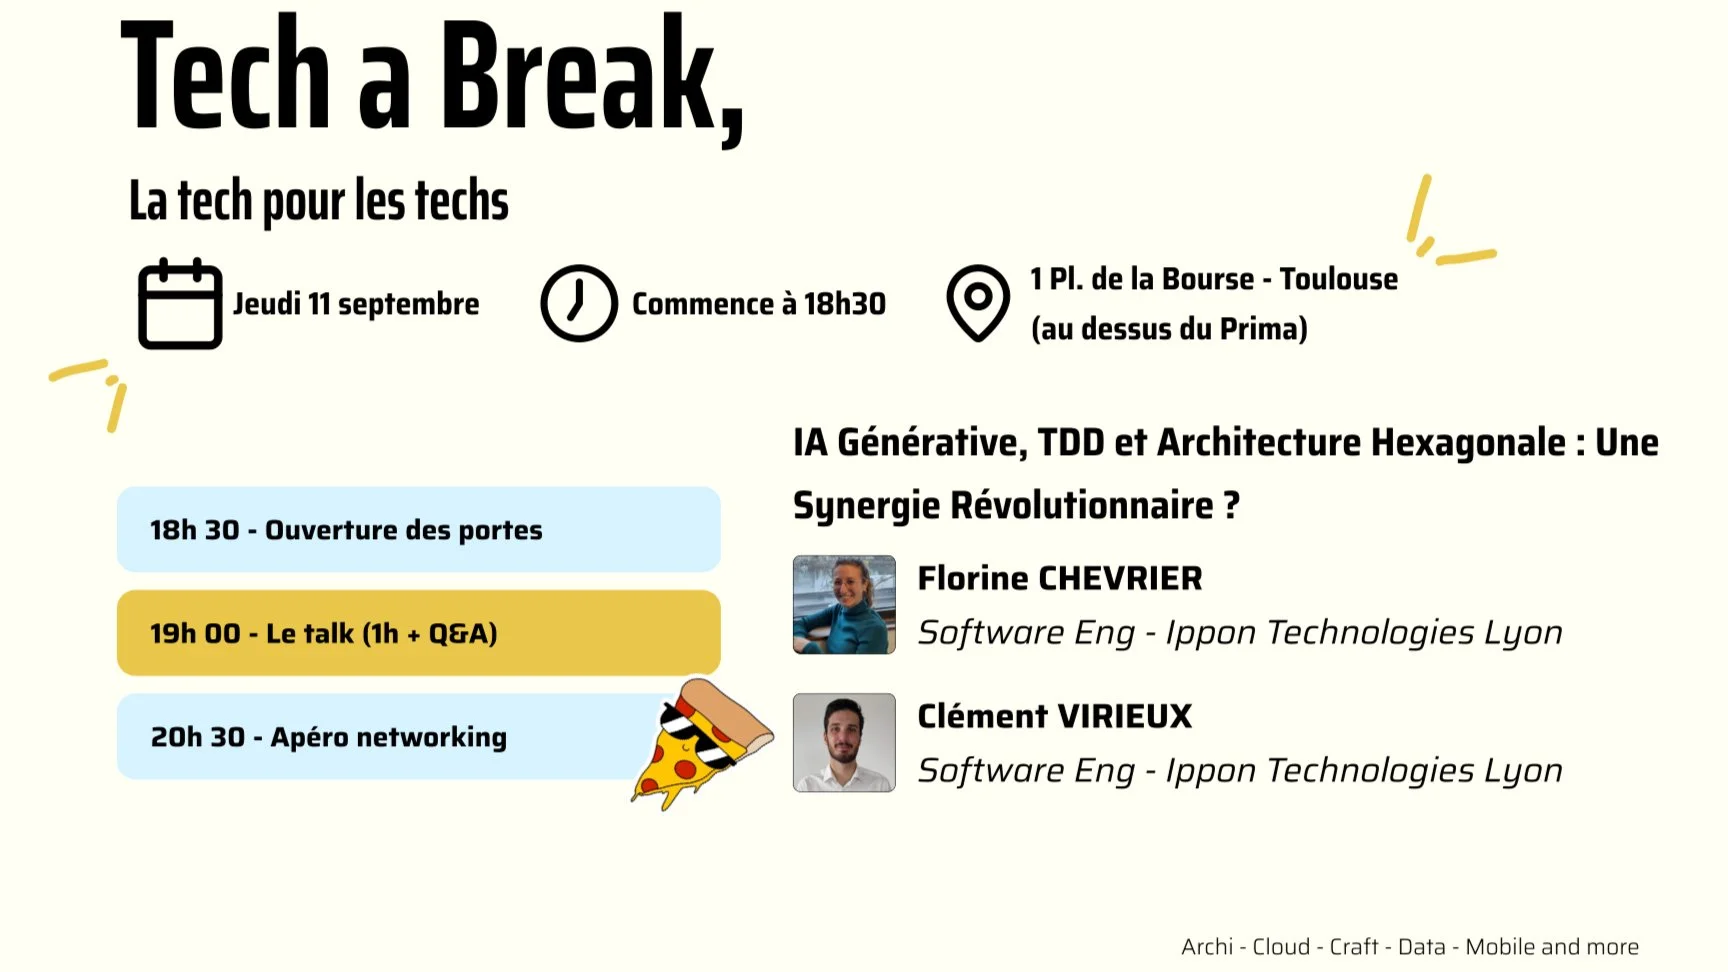 Tech a Break,
La tech pour les techs
Jeudi 11 septembre
Commence à 18h30
1 Pl. de la Bourse - Toulouse
(au dessus du Prima)
18h 30 - Ouverture des portes
19h 00 - Le talk (1h + Q&A)
20h 30 - Apéro networking
IA Générative, TDD et Architecture Hexagonale : Une
Synergie Révolutionnaire ?
Florine CHEVRIER
Software Eng - Ippon Technologies Lyon
Clément VIRIEUX
Software Eng - Ippon Technologies Lyon
Archi - Cloud - Craft - Data - Mobile and more